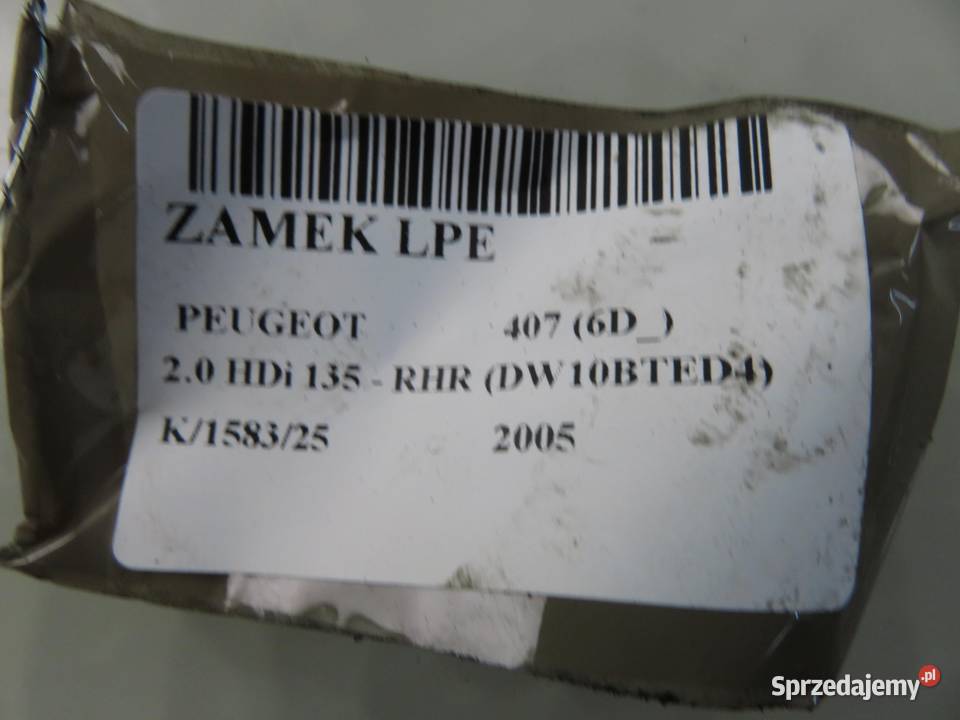 ZAMEK LPE -
PEUGEOT 407 (6D_)
2.0 HDi 135 - RHR (DW10BTED4)
K/1583/25 2005
Sprzedajemy.pl